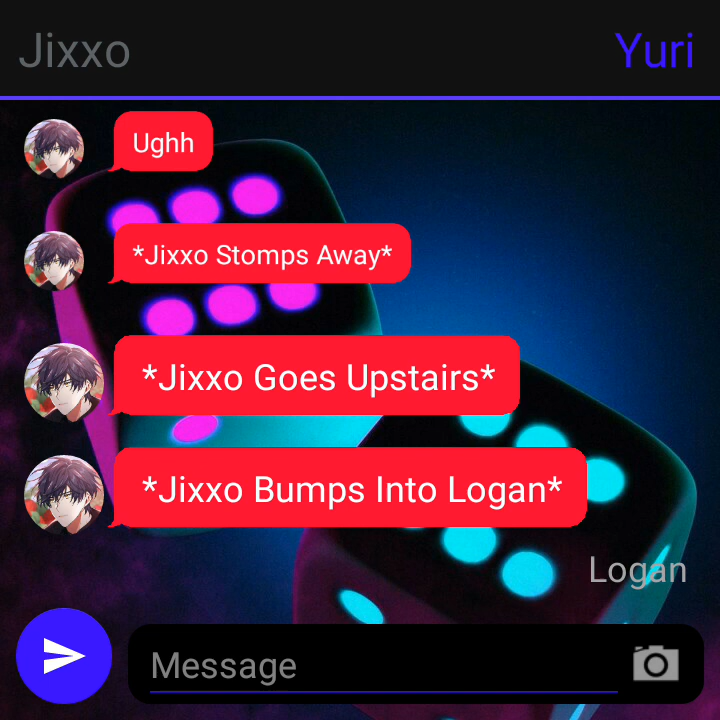 Jixxo
Yuri
Ughh
*Jixxo Stomps Away*
*Jixxo Goes Upstairs*
*Jixxo Bumps Into Logan*
Logan
Message